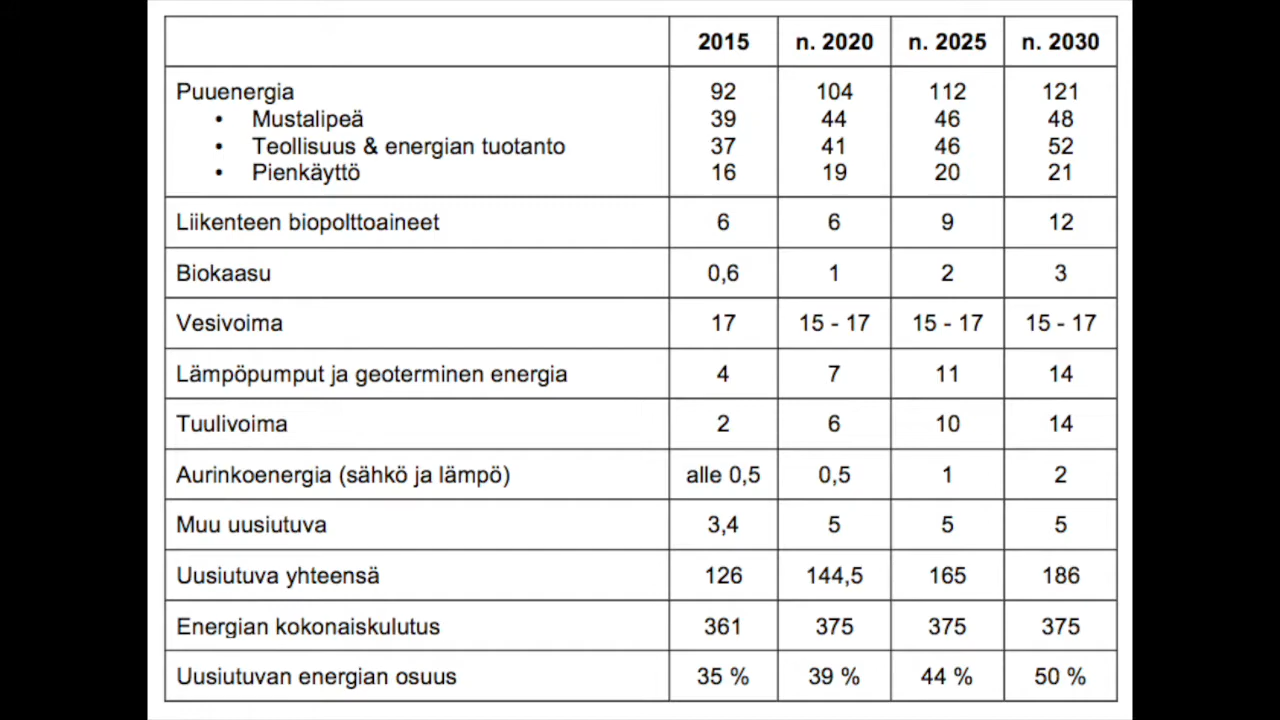 2015 n. 2020 n. 2025 n. 2030
Puuenergia 92 104 112 121
• Mustalipeä 39 44 46 48
• Teollisuus & energian tuotanto 37 41 46 52
• Pienkäyttö 16 19 20 21
Liikenteen biopolttoaineet 6 6 9 12
Biokaasu 0,6 1 2 3
Vesivoima 17 15 - 17 15 - 17 15 - 17
Lämpöpumput ja geoterminen energia 4 7 11 14
Tuulivoima 2 6 10 14
Aurinkoenergia (sähkö ja lämpö) alle 0,5 0,5 1 2
Muu uusiutuva 3,4 5 5 5
Uusiutuva yhteensä 126 144,5 165 186
Energian kokonaiskulutus 361 375 375 375
Uusiutuvan energian osuus 35 % 39 % 44 % 50 %